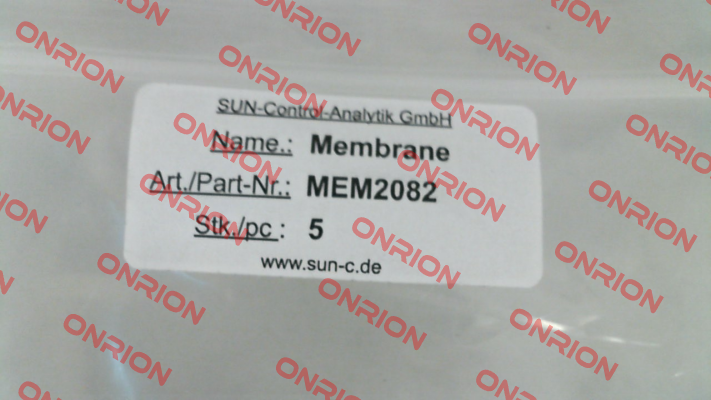 SUN-Control-Analytik GmbH
Name.: Membrane
Art./Part-Nr.: MEM2082
Stk./pc : 5
www.sun-c.de
ONRION